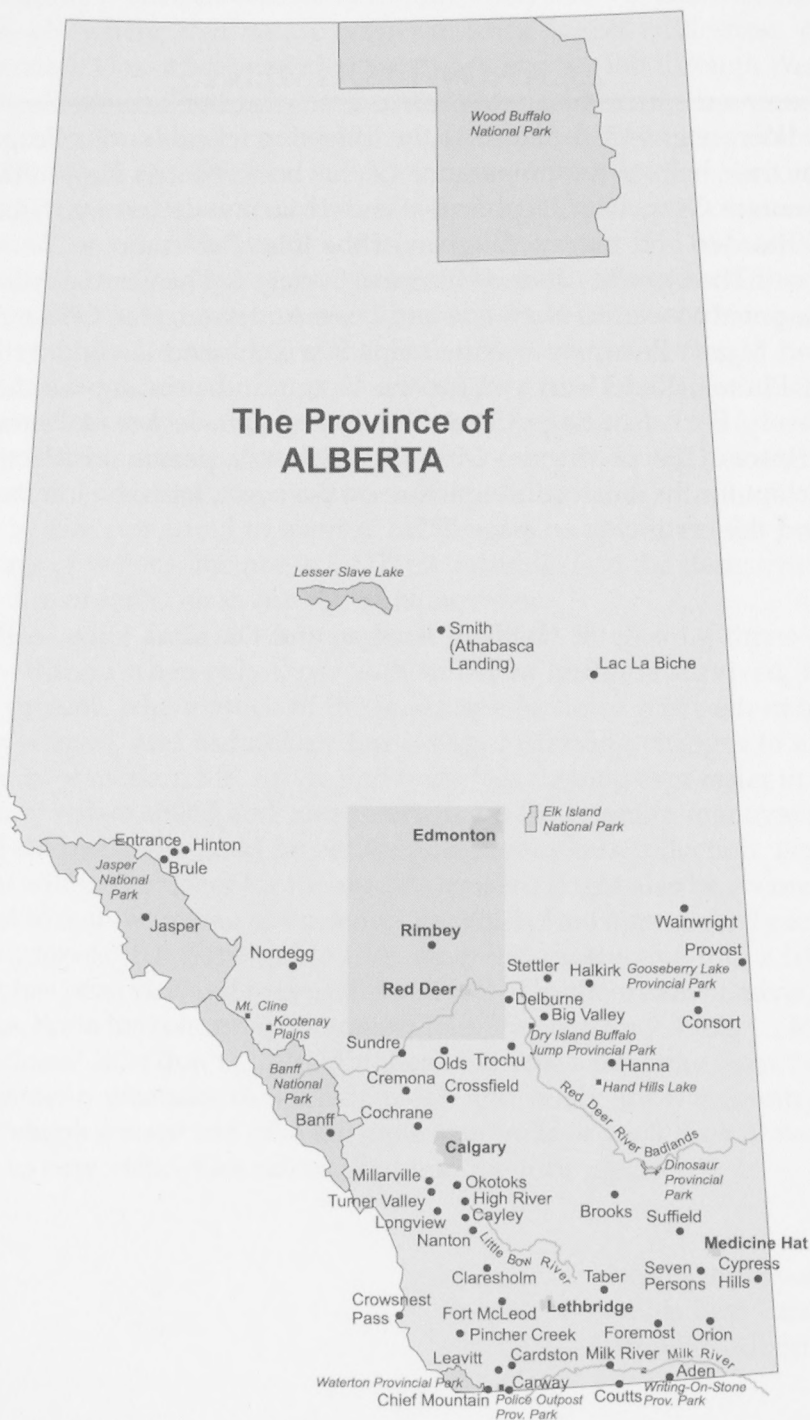 Wood Buffalo
National Park
The Province of
ALBERTA
Lesser Slave Lake
Smith
(Athabasca
Landing)
Lac La Biche
Elk Island
National Park
Edmonton
Entrance
Hinton
Brule
Jasper
National
Park
Jasper
Wainwright
Rimbey
Provost
Nordegg
Stettler
Halkirk
Gooseberry Lake
Provincial Park
Red Deer
Delburne
Mt. Cline
Kootenay
Plains
Big Valley
Consort
Dry Island Buffalo
Jump Provincial Park
Sundre
Olds
Trochu
Hanna
Banff
National
Park
Cremona
Crossfield
Hand Hills Lake
Red Deer River Badlands
Cochrane
Banff
Calgary
Dinosaur
Provincial
Park
Millarville
Okotoks
Turner Valley
High River
Brooks
Longview
Cayley
Suffield
Nanton
Little Bow River
Medicine Hat
Claresholm
Taber
Seven
Persons
Cypress
Hills
Crowsnest
Pass
Fort McLeod
Lethbridge
Pincher Creek
Foremost
Orion
Leavitt
Cardston
Milk River
Milk River
Aden
Waterton Provincial Park
Carway
Chief Mountain
Police Outpost
Prov. Park
Coutts
Writing-On-Stone
Prov. Park